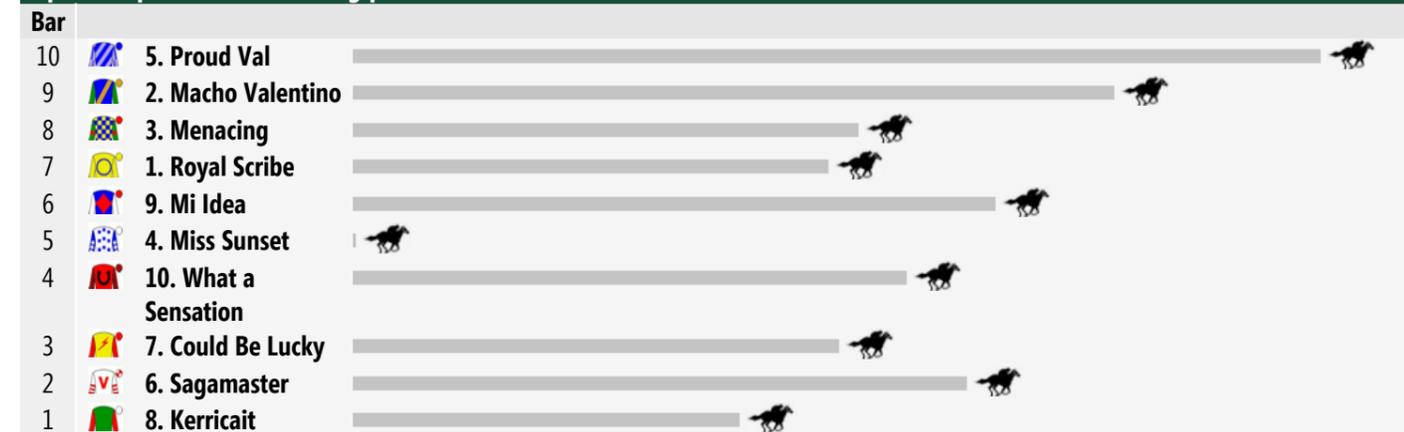 Bar
10 5. Proud Val
9 2. Macho Valentino
8 3. Menacing
7 1. Royal Scribe
6 9. Mi Idea
5 4. Miss Sunset
4 10. What a
Sensation
3 7. Could Be Lucky
2 6. Sagamaster
V
1 8. Kerricait